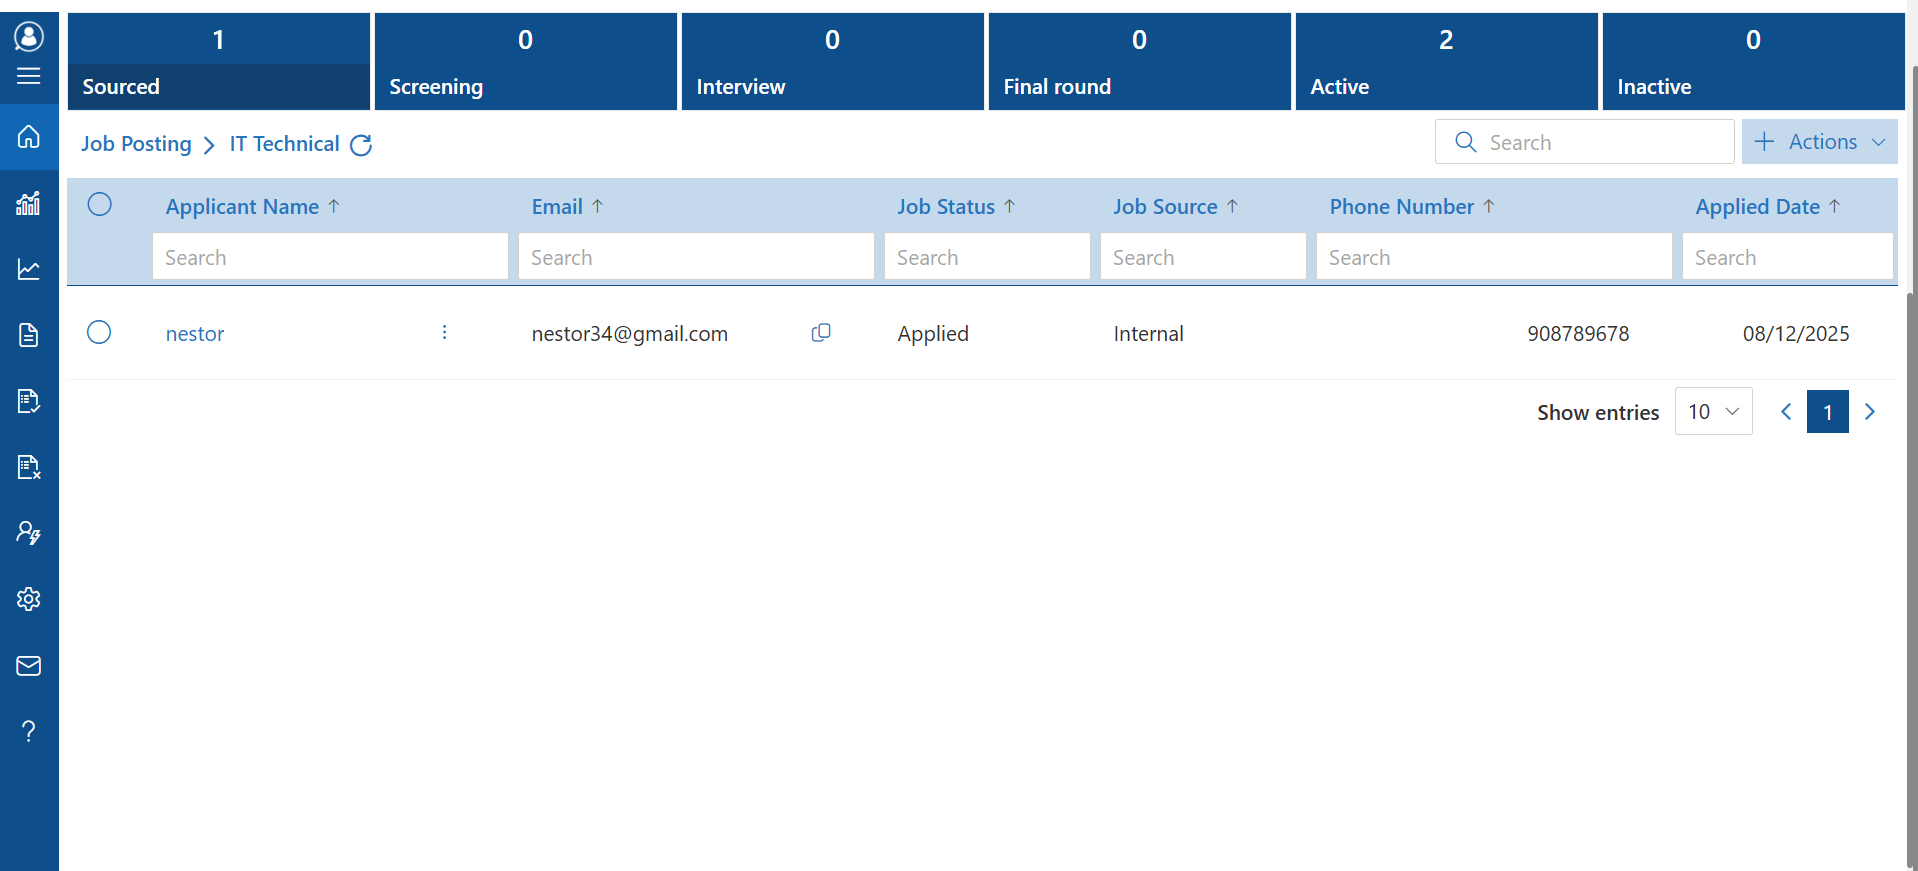 1 0 0 0 2 0
Sourced Screening Interview Final round Active Inactive
Job Posting IT Technical Search Actions
Applicant Name Email Job Status Job Source Phone Number Applied Date
Search Search Search Search Search Search
nestor nestor34@gmail.com Applied Internal 908789678 08/12/2025
Show entries 10 1